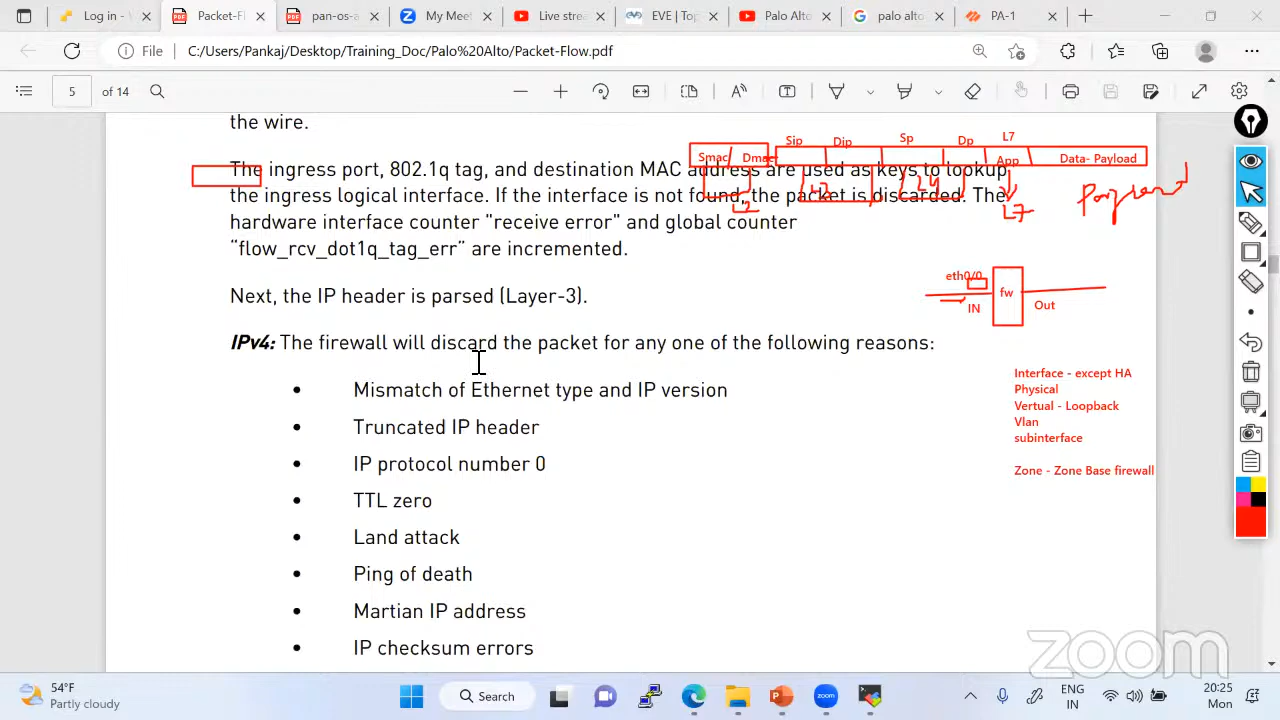 Log in - V
Packet-Fl
pan-os-a
My Mee
Live strea
EVE | Top
Palo Alto
palo alto
PA-1
File
C:/Users/Pankaj/Desktop/Training_Doc/Palo%20Alto/Packet-Flow.pdf
5 of 14
the wire.
Sip Dip Sp Dp L7
Smac Dmac App Data- Payload
The ingress port, 802.1q tag, and destination MAC address are used as keys to lookup
the ingress logical interface. If the interface is not found, the packet is discarded. The
hardware interface counter "receive error" and global counter
“flow_rcv_dot1q_tag_err” are incremented.
L2 L3 L4 L7
eth0/0
fw
IN
Out
Next, the IP header is parsed (Layer-3).
IPv4: The firewall will discard the packet for any one of the following reasons:
• Mismatch of Ethernet type and IP version
• Truncated IP header
• IP protocol number 0
• TTL zero
• Land attack
• Ping of death
• Martian IP address
• IP checksum errors
Interface - except HA
Physical
Vertual - Loopback
Vlan
subinterface
Zone - Zone Base firewall
zoom
54°F
Partly cloudy
Search
zoom
ENG
IN
20:25
Mon